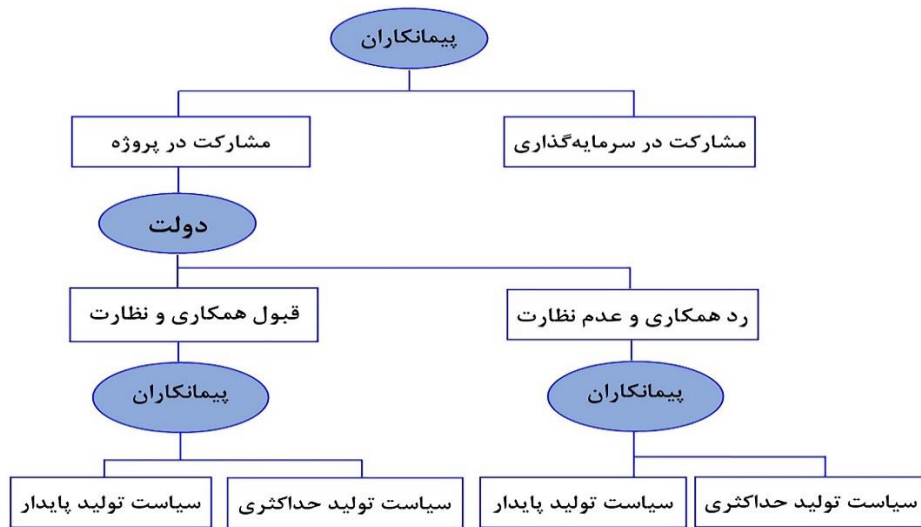 پیمانکاران
مشارکت در سرمایه‌گذاری
مشارکت در پروژه
دولت
رد همکاری و عدم نظارت
قبول همکاری و نظارت
پیمانکاران
پیمانکاران
سیاست تولید حداکثری
سیاست تولید پایدار
سیاست تولید حداکثری
سیاست تولید پایدار